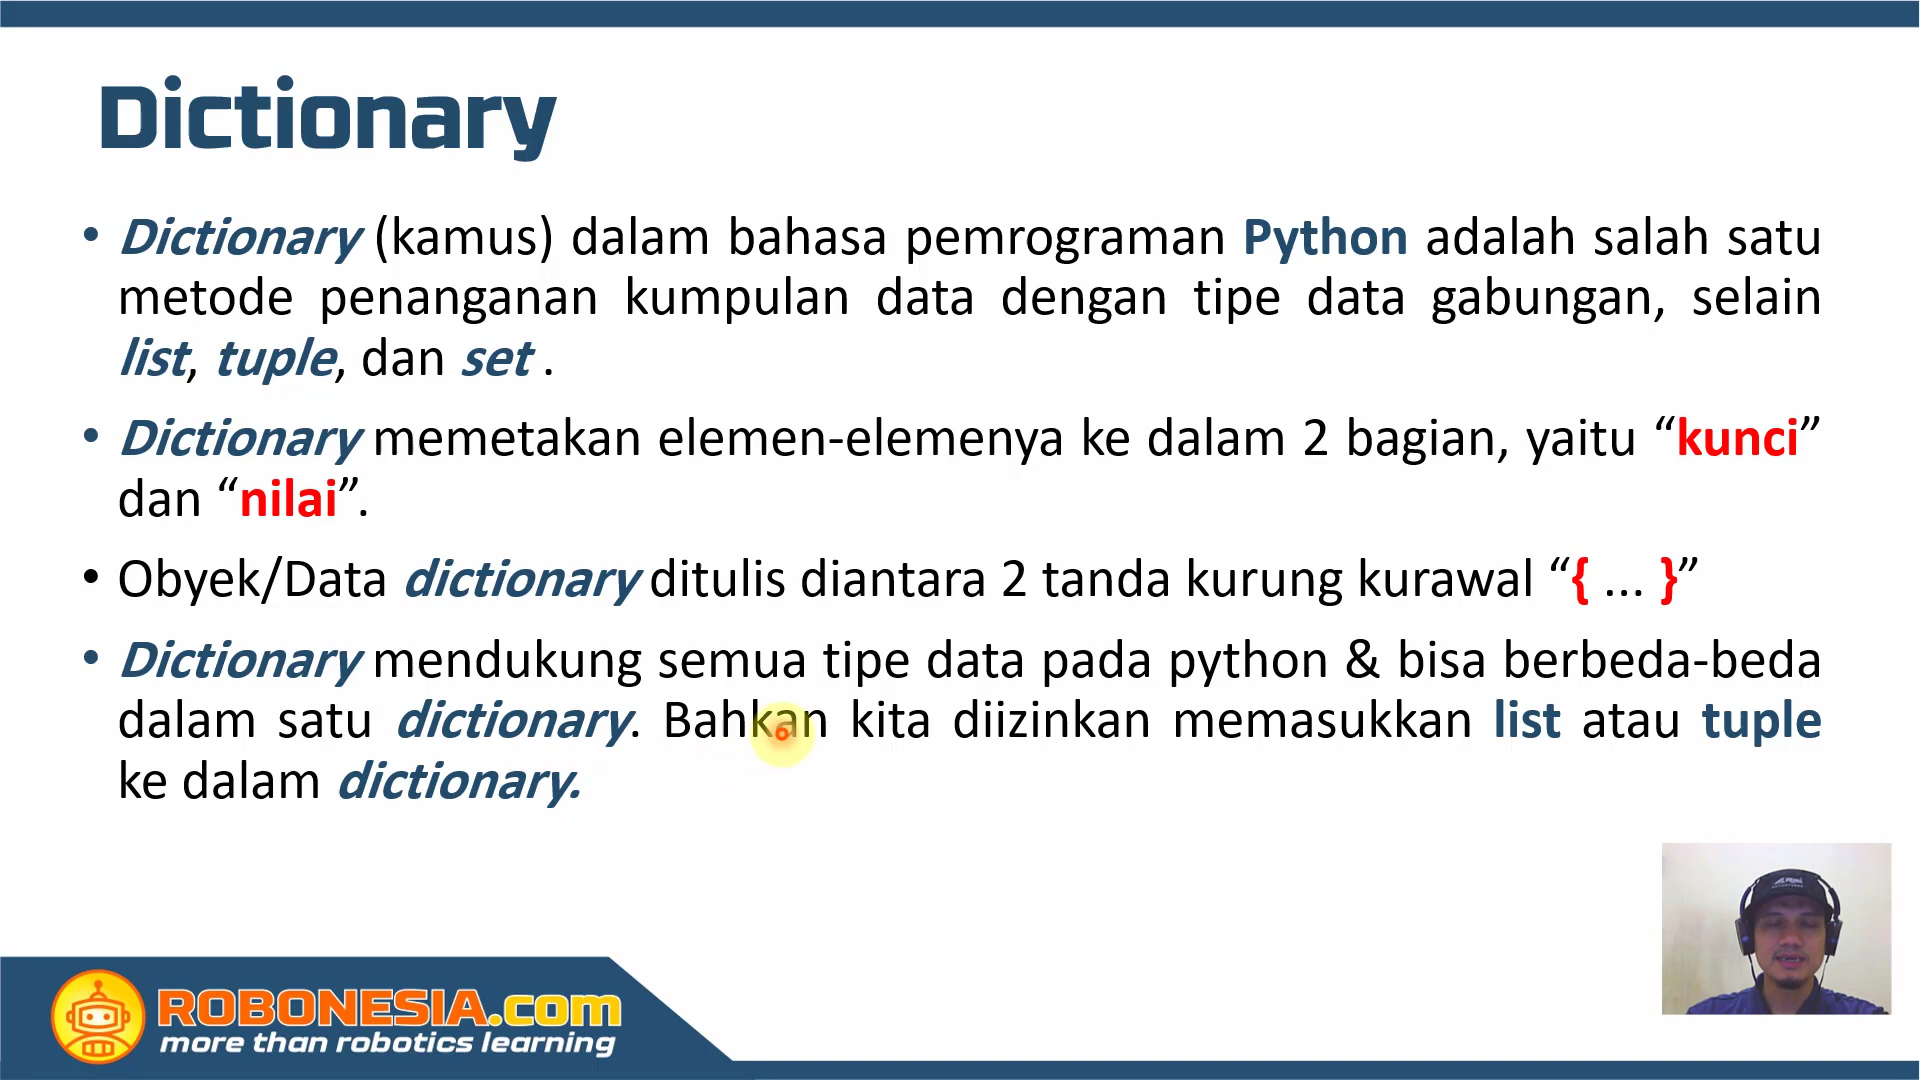 Dictionary
• Dictionary (kamus) dalam bahasa pemrograman Python adalah salah satu
metode penanganan kumpulan data dengan tipe data gabungan, selain
list, tuple, dan set .
• Dictionary memetakan elemen-elemenya ke dalam 2 bagian, yaitu “kunci”
dan “nilai”.
• Obyek/Data dictionary ditulis diantara 2 tanda kurung kurawal “{ ... }”
• Dictionary mendukung semua tipe data pada python & bisa berbeda-beda
dalam satu dictionary. Bahkan kita diizinkan memasukkan list atau tuple
ke dalam dictionary.
ROBONESIA.com
more than robotics learning